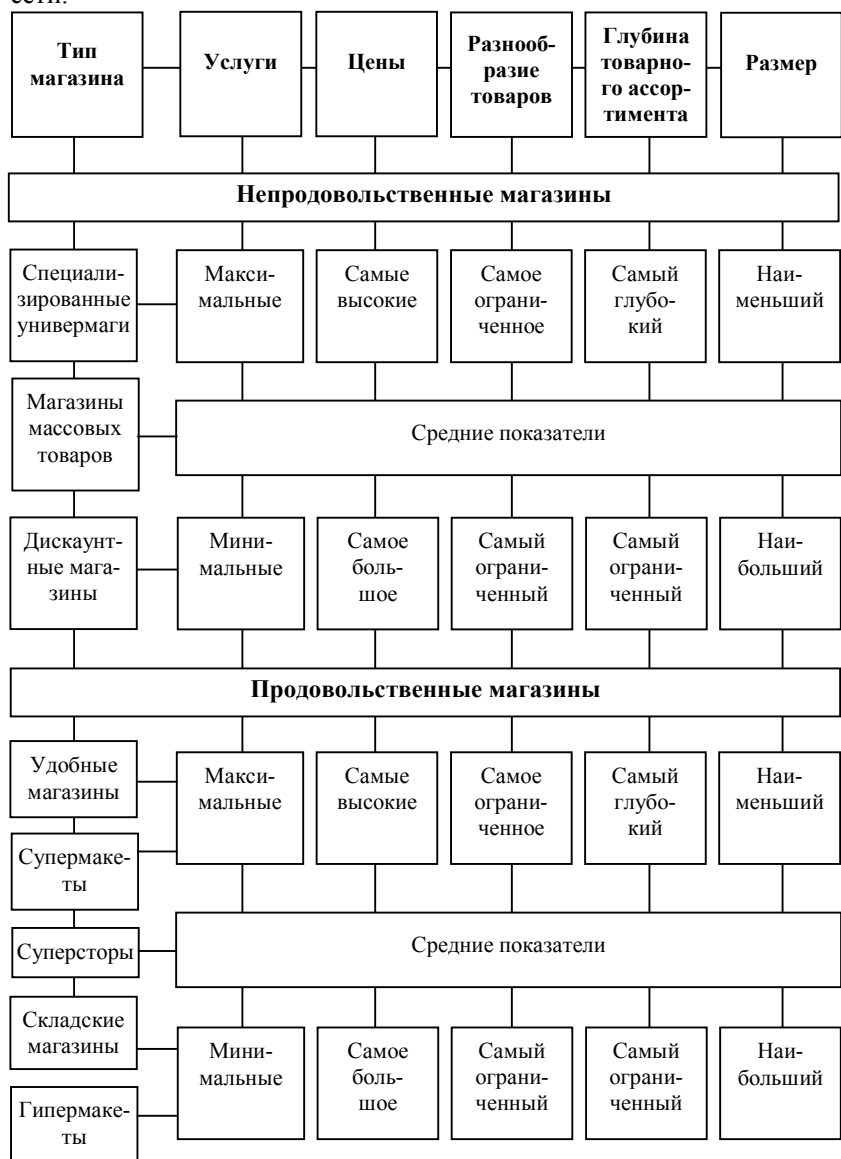 сети.
Тип
магазина
Услуги
Цены
Разнооб-
разие
товаров
Глубина
товарно-
го ассор-
тимента
Размер
Непродовольственные магазины
Специали-
зированные
универмаги
Макси-
мальные
Самые
высокие
Самое
ограни-
ченное
Самый
глубо-
кий
Наи-
меньший
Магазины
массовых
товаров
Средние показатели
Дискаунт-
ные мага-
зины
Мини-
мальные
Самое
боль-
шое
Самый
ограни-
ченный
Самый
ограни-
ченный
Наи-
больший
Продовольственные магазины
Удобные
магазины
Макси-
мальные
Самые
высокие
Самое
ограни-
ченное
Самый
глубо-
кий
Наи-
меньший
Супермаке-
ты
Суперсторы
Средние показатели
Складские
магазины
Мини-
мальные
Самое
боль-
шое
Самый
ограни-
ченный
Самый
ограни-
ченный
Наи-
больший
Гипермаке-
ты